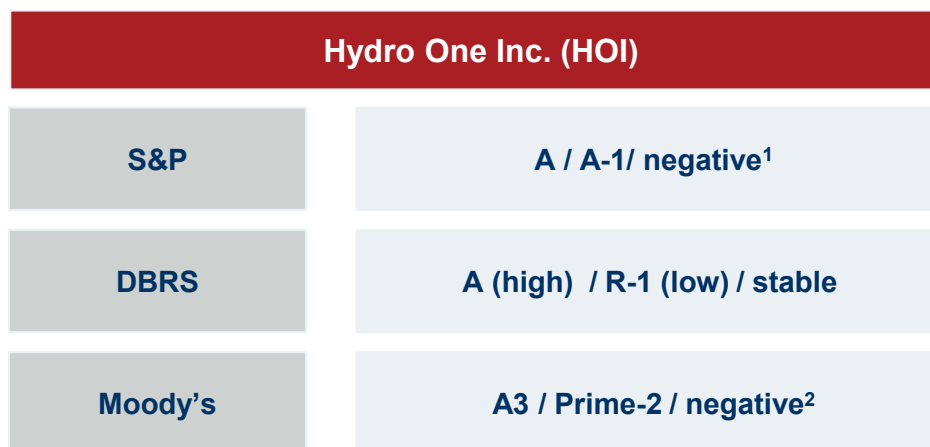 Hydro One Inc. (HOI)
S&P
A / A-1/ negative¹
DBRS
A (high) / R-1 (low) / stable
Moody’s
A3 / Prime-2 / negative²